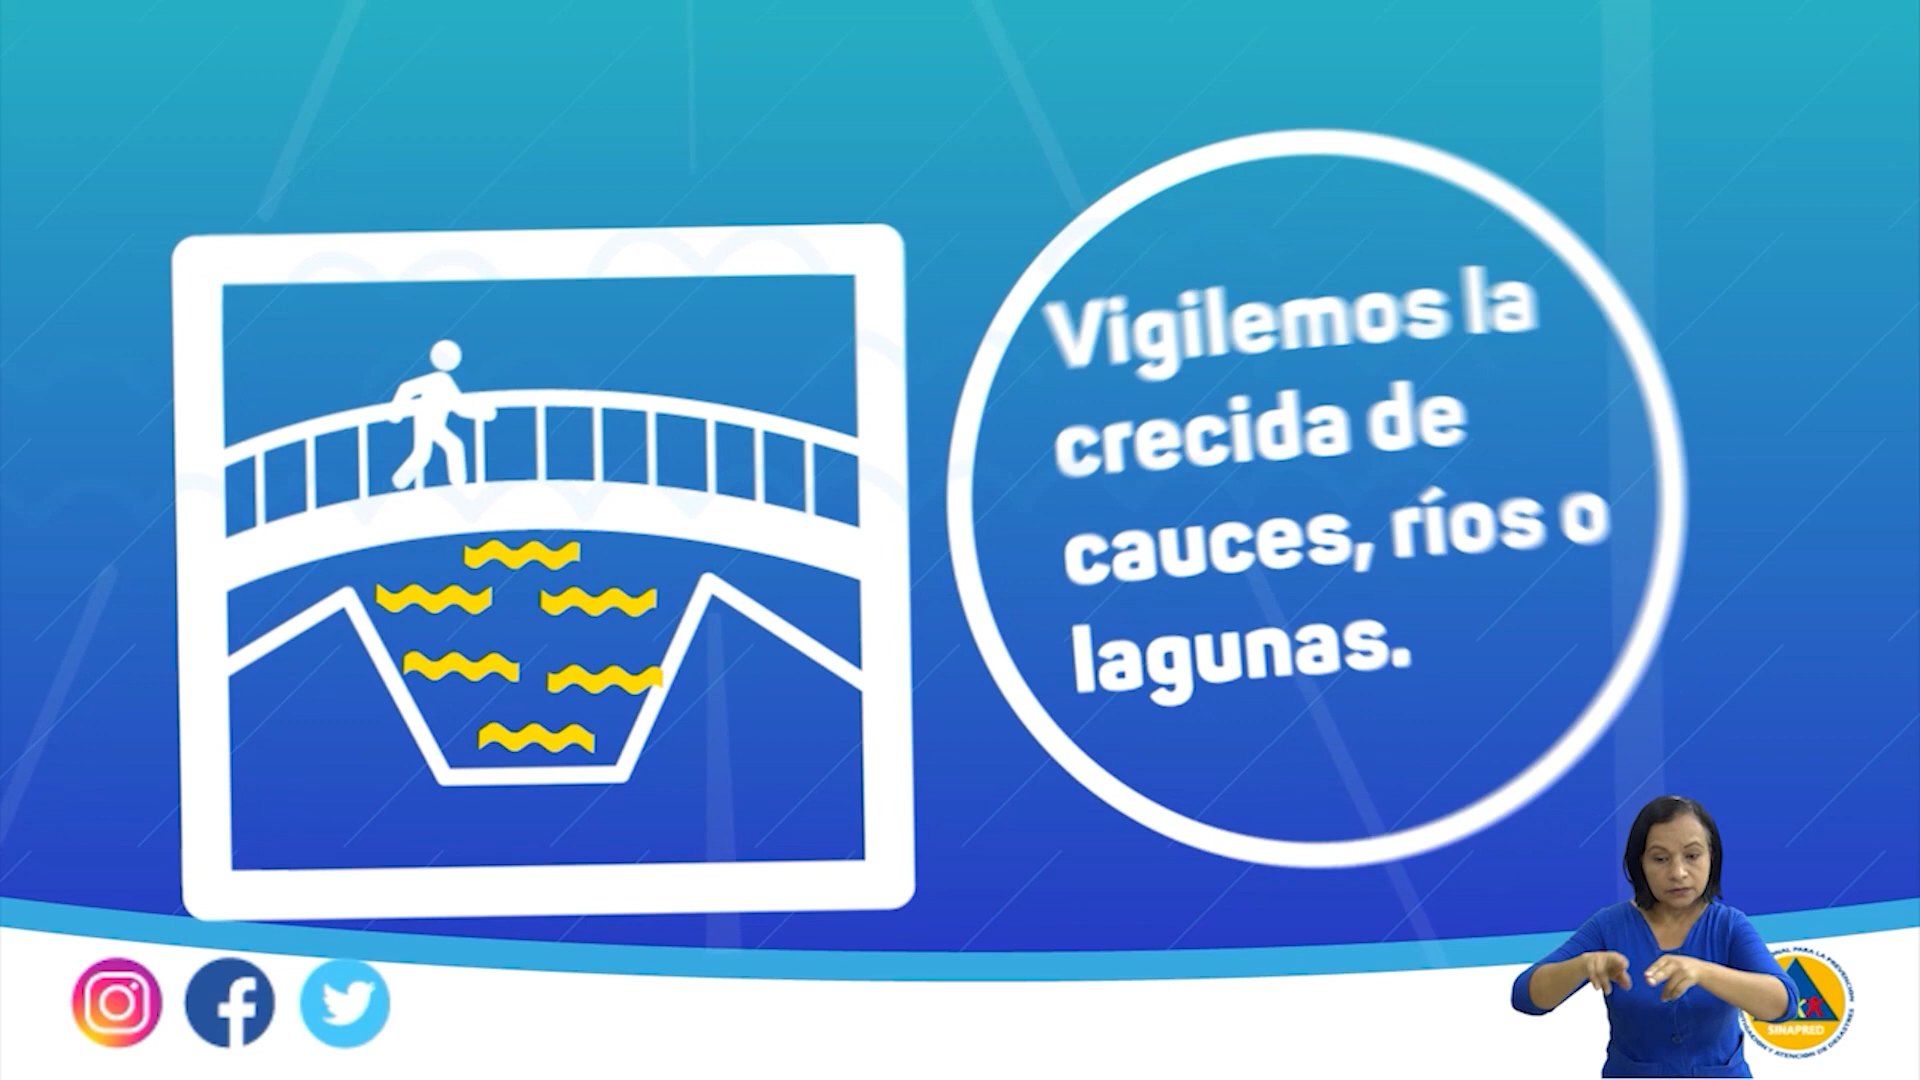 Vigilemos la
crecida de
cauces, ríos o
lagunas.
SINAPRED